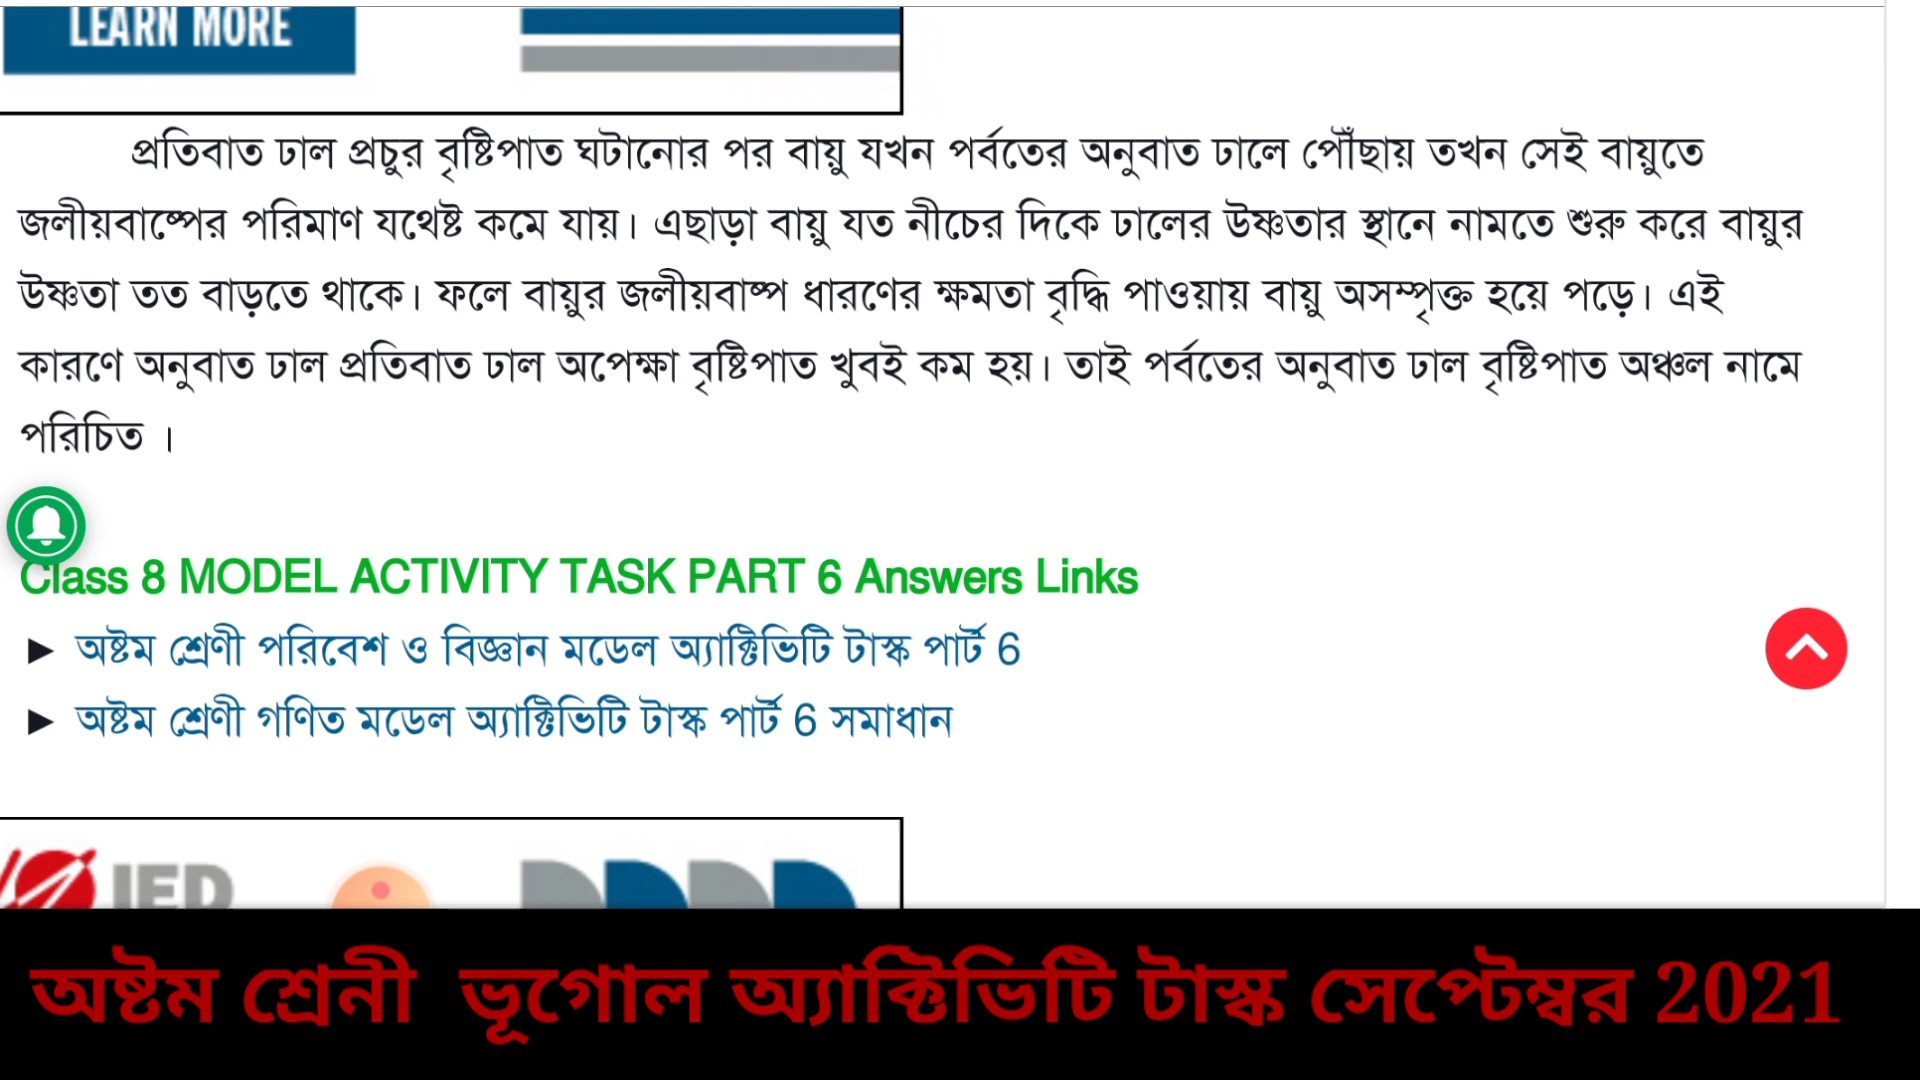 LEARN MORE
প্রতিবাত ঢাল প্রচুর বৃষ্টিপাত ঘটানোর পর বায়ু যখন পর্বতের অনুবাত ঢালে পৌঁছায় তখন সেই বায়ুতে
জলীয়বাষ্পের পরিমাণ যথেষ্ট কমে যায়। এছাড়া বায়ু যত নীচের দিকে ঢালের উষ্ণতার স্থানে নামতে শুরু করে বায়ুর
উষ্ণতা তত বাড়তে থাকে। ফলে বায়ুর জলীয়বাষ্প ধারণের ক্ষমতা বৃদ্ধি পাওয়ায় বায়ু অসম্পৃক্ত হয়ে পড়ে। এই
কারণে অনুবাত ঢাল প্রতিবাত ঢাল অপেক্ষা বৃষ্টিপাত খুবই কম হয়। তাই পর্বতের অনুবাত ঢাল বৃষ্টিপাত অঞ্চল নামে
পরিচিত ।
Class 8 MODEL ACTIVITY TASK PART 6 Answers Links
► অষ্টম শ্রেণী পরিবেশ ও বিজ্ঞান মডেল অ্যাক্টিভিটি টাস্ক পার্ট 6
► অষ্টম শ্রেণী গণিত মডেল অ্যাক্টিভিটি টাস্ক পার্ট 6 সমাধান
IED
অষ্টম শ্রেনী ভূগোল অ্যাক্টিভিটি টাস্ক সেপ্টেম্বর 2021